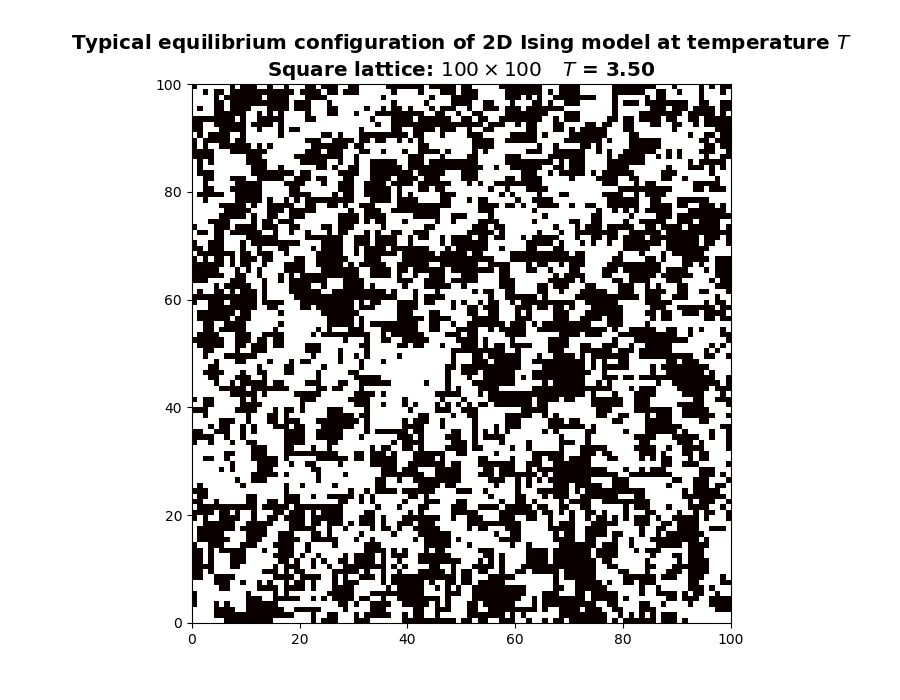 Typical equilibrium configuration of 2D Ising model at temperature T
Square lattice: 100 × 100 T = 3.50
100
80
60
40
20
0
0 20 40 60 80 100